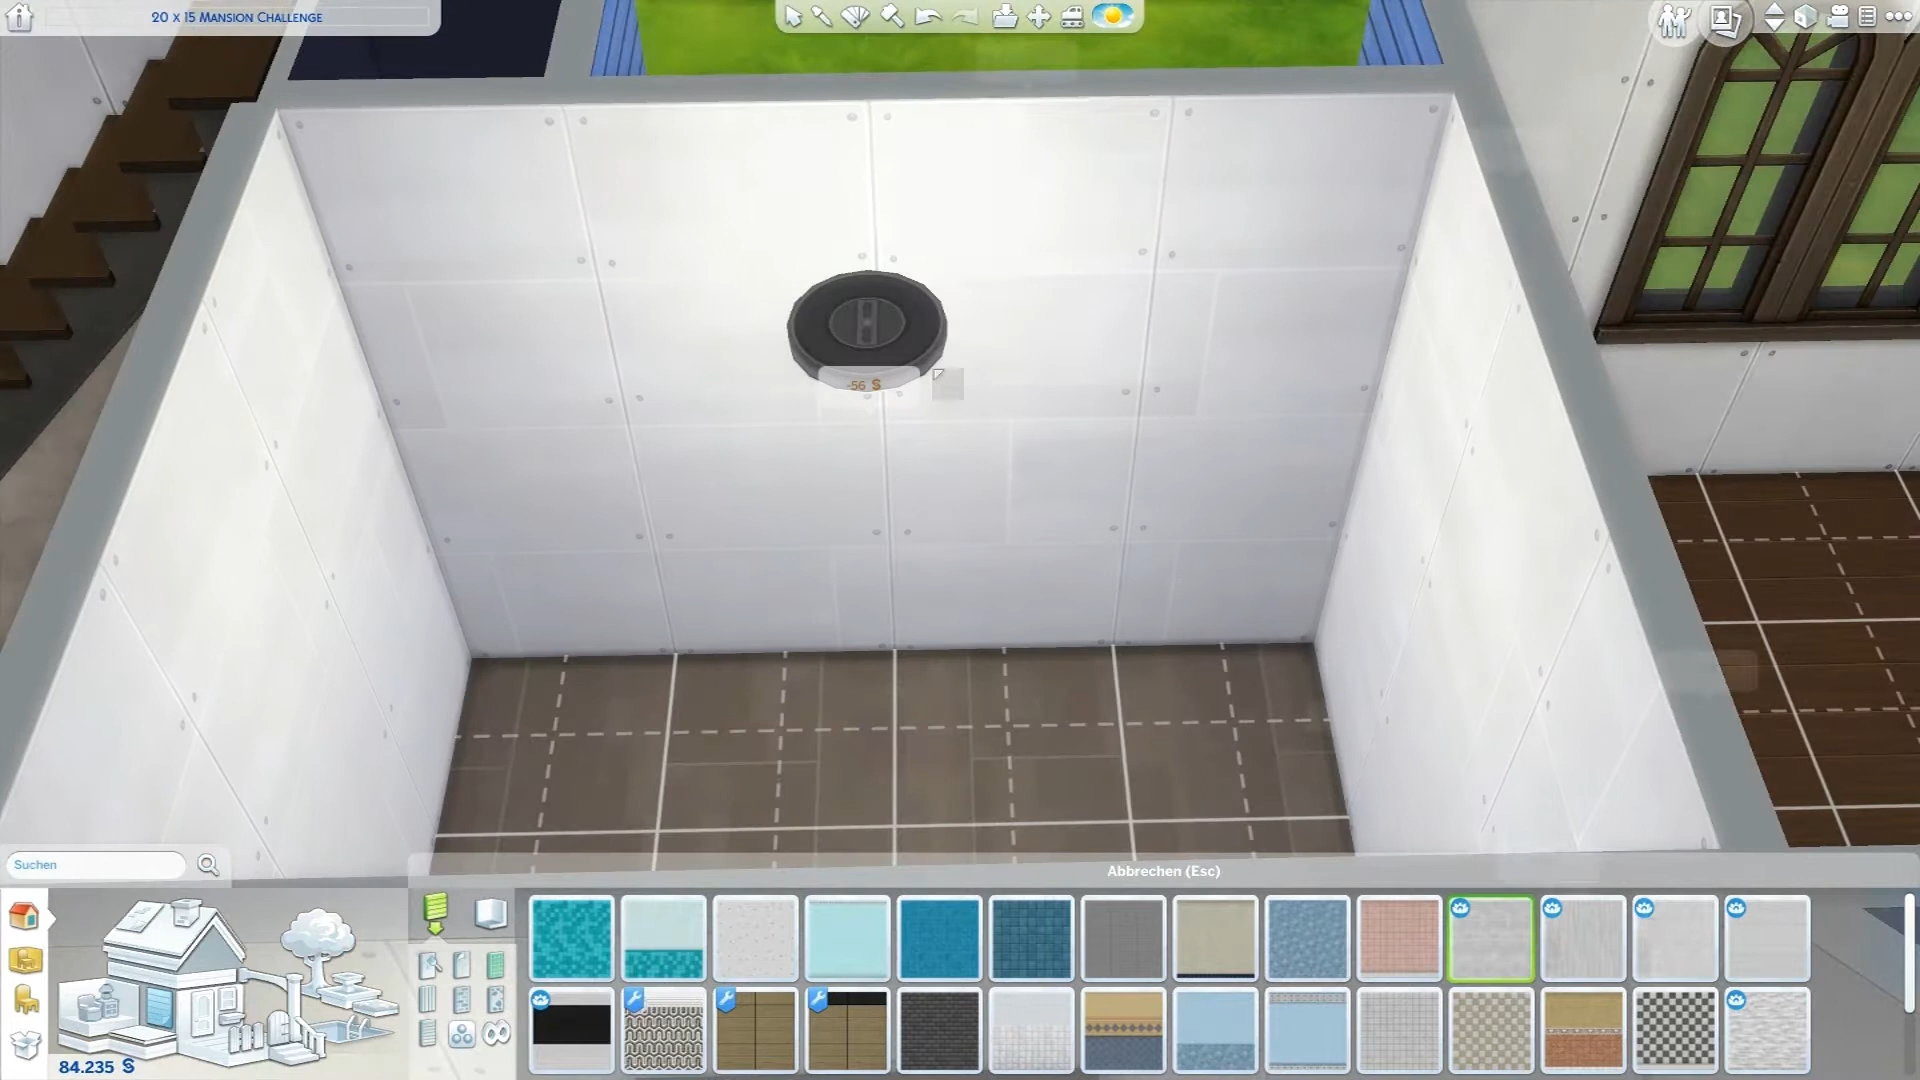 20 x 15 Mansion Challenge
-56 S
Abbrechen (Esc)
Suchen
84.235 S